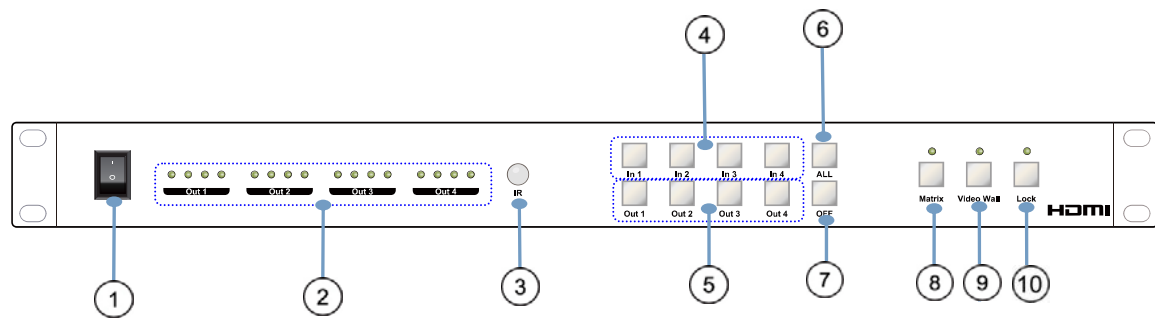 4
6
In 1 In 2 In 3 In 4 ALL
I
O
Out 1 Out 2 Out 3 Out 4
IR
Out 1 Out 2 Out 3 Out 4 OFF
Matrix Video Wall Lock
HDMI
1
2
3
5
7
8
9
10